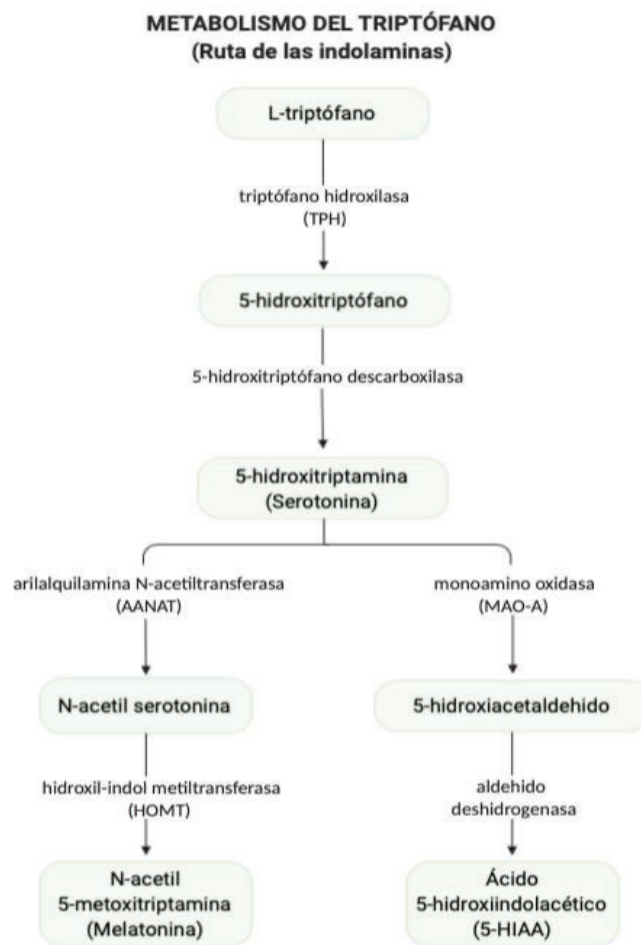 METABOLISMO DEL TRIPTÓFANO
(Ruta de las indolaminas)
L-triptófano
triptófano hidroxilasa
(TPH)
5-hidroxitriptófano
5-hidroxitriptófano descarboxilasa
5-hidroxitriptamina
(Serotonina)
arilalquilamina N-acetiltransferasa
(AANAT)
monoamino oxidasa
(MAO-A)
N-acetil serotonina
5-hidroxiacetaldehido
hidroxil-indol metiltransferasa
(HOMT)
aldehido
deshidrogenasa
N-acetil
5-metoxitriptamina
(Melatonina)
Ácido
5-hidroxiindolacético
(5-HIAA)